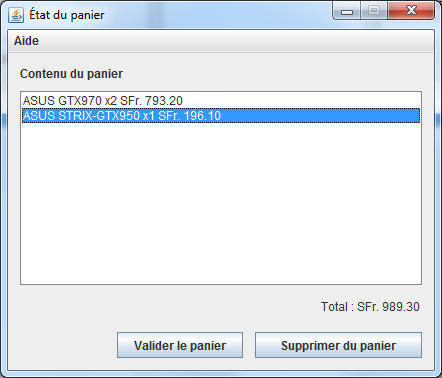 État du panier
Aide
Contenu du panier
ASUS GTX970 x2 SFr. 793.20
ASUS STRIX-GTX950 x1 SFr. 196.10
Total : SFr. 989.30
Valider le panier
Supprimer du panier